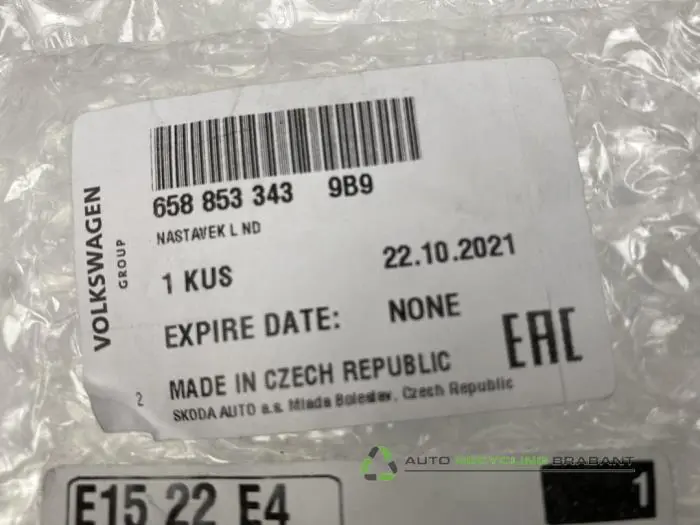 VOLKSWAGEN
GROUP
658 853 343 9B9
NASTAVEK L ND
1 KUS 22.10.2021
EXPIRE DATE: NONE
2 MADE IN CZECH REPUBLIC
SKODA AUTO a.s. Mlada Boleslav, Czech Republic
EAC
AUTO RECYCLING BRABANT
E15 22 E4
1